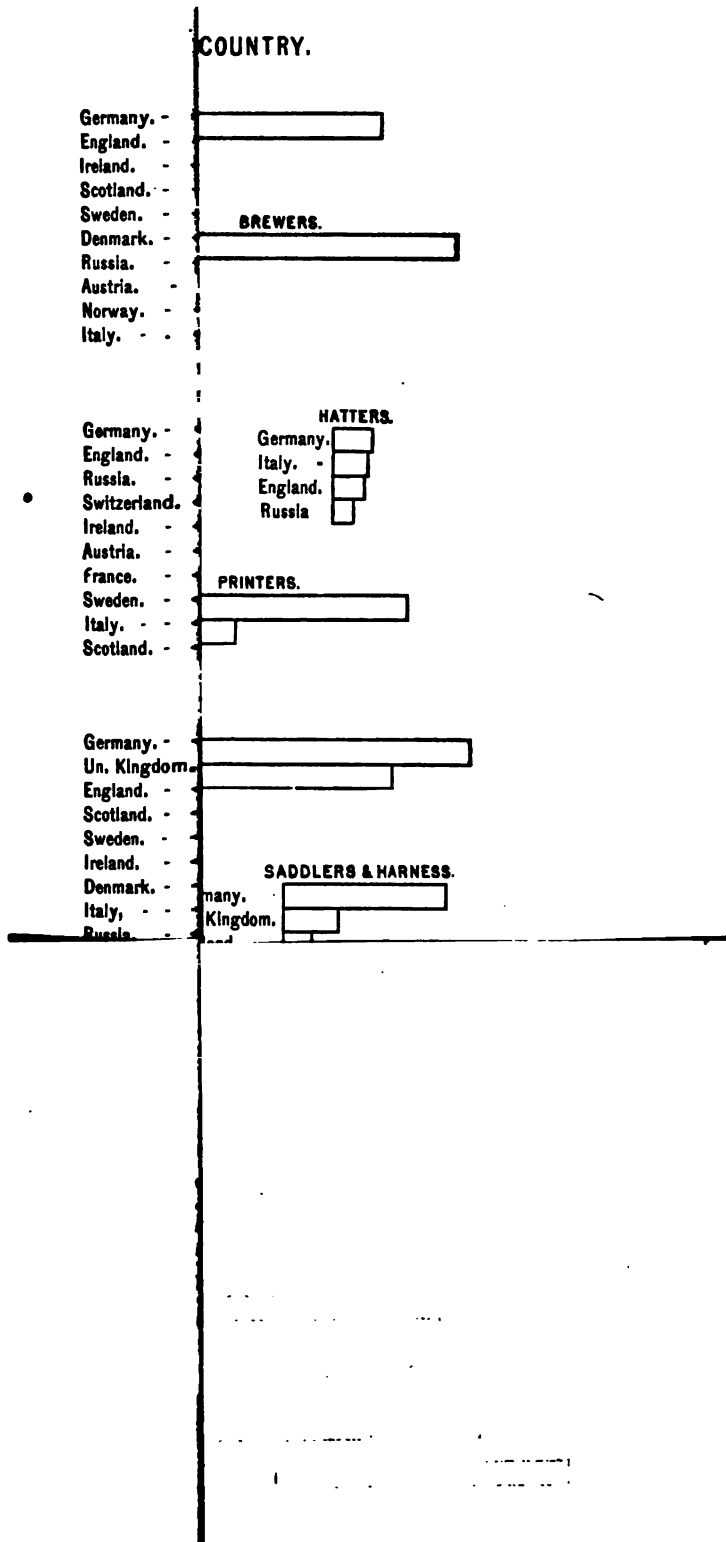 COUNTRY.
Germany. -
England. -
Ireland. -
Scotland. -
Sweden. -
BREWERS.
Denmark. -
Russia. -
Austria. -
Norway. -
Italy. - -
HATTERS.
Germany. -
Germany.
England. -
Italy. -
Russia. -
England.
Switzerland.
Russia
Ireland. -
Austria. -
France. -
PRINTERS.
Sweden. -
Italy. - -
Scotland. -
Germany. -
Un. Kingdom.
England. -
Scotland. -
Sweden. -
Ireland. -
SADDLERS & HARNESS.
Denmark. -
many.
Italy, - -
Kingdom.
Russia. -